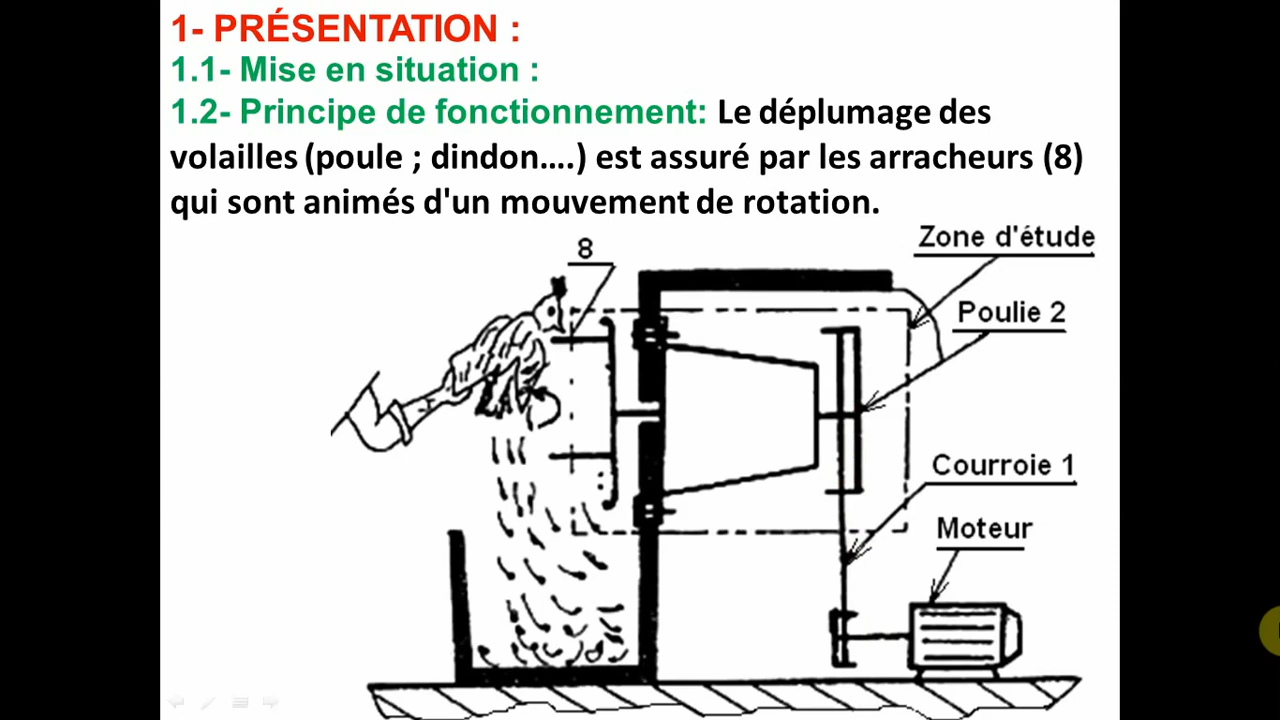 1- PRÉSENTATION :
1.1- Mise en situation :
1.2- Principe de fonctionnement: Le déplumage des
volailles (poule ; dindon….) est assuré par les arracheurs (8)
qui sont animés d'un mouvement de rotation.
Zone d'étude
8
Poulie 2
Courroie 1
Moteur